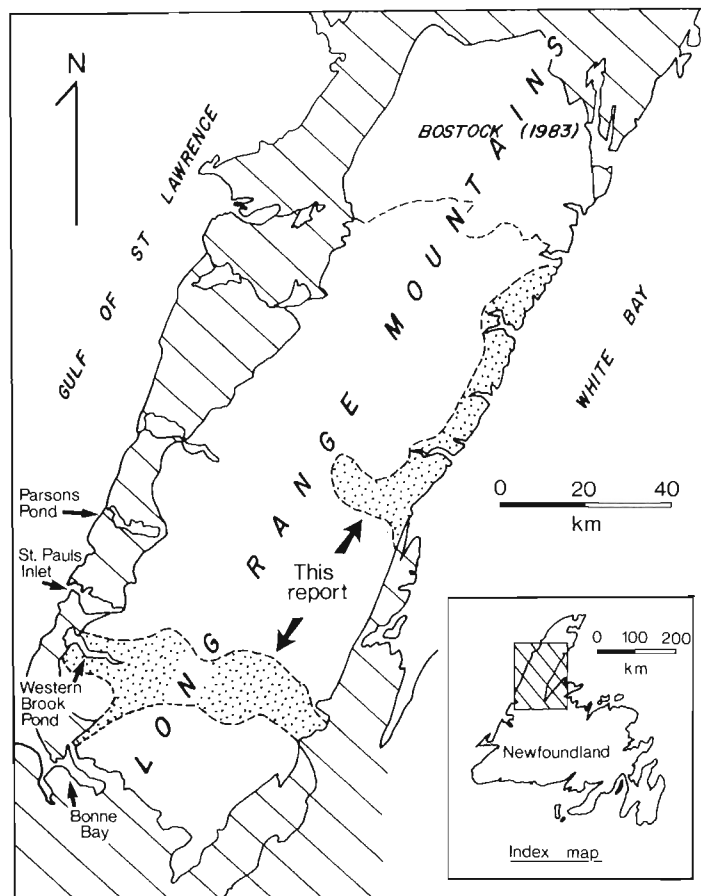 N
GULF OF ST LAWRENCE
BOSTOCK (1983)
LONG RANGE MOUNTAINS
WHITE BAY
0 20 40
km
Parsons
Pond
St. Pauls
Inlet
This
report
Western
Brook
Pond
Bonne
Bay
0 100 200
km
Newfoundland
Index map